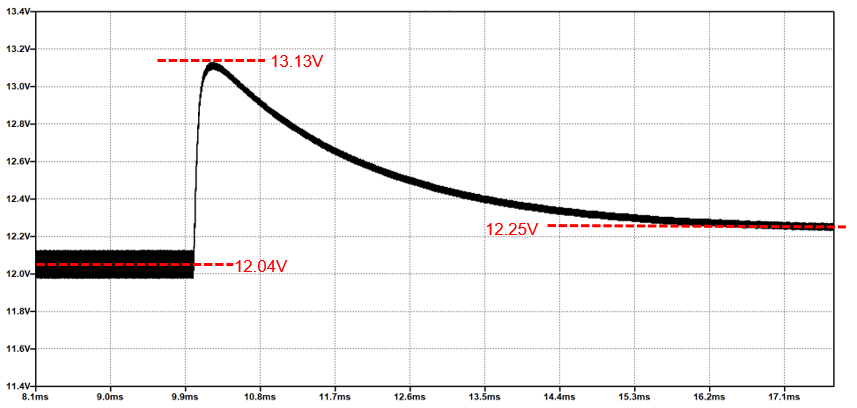 13.4V
13.2V
13.13V
13.0V
12.8V
12.6V
12.4V
12.25V
12.2V
12.04V
12.0V
11.8V
11.6V
11.4V
8.1ms 9.0ms 9.9ms 10.8ms 11.7ms 12.6ms 13.5ms 14.4ms 15.3ms 16.2ms 17.1ms